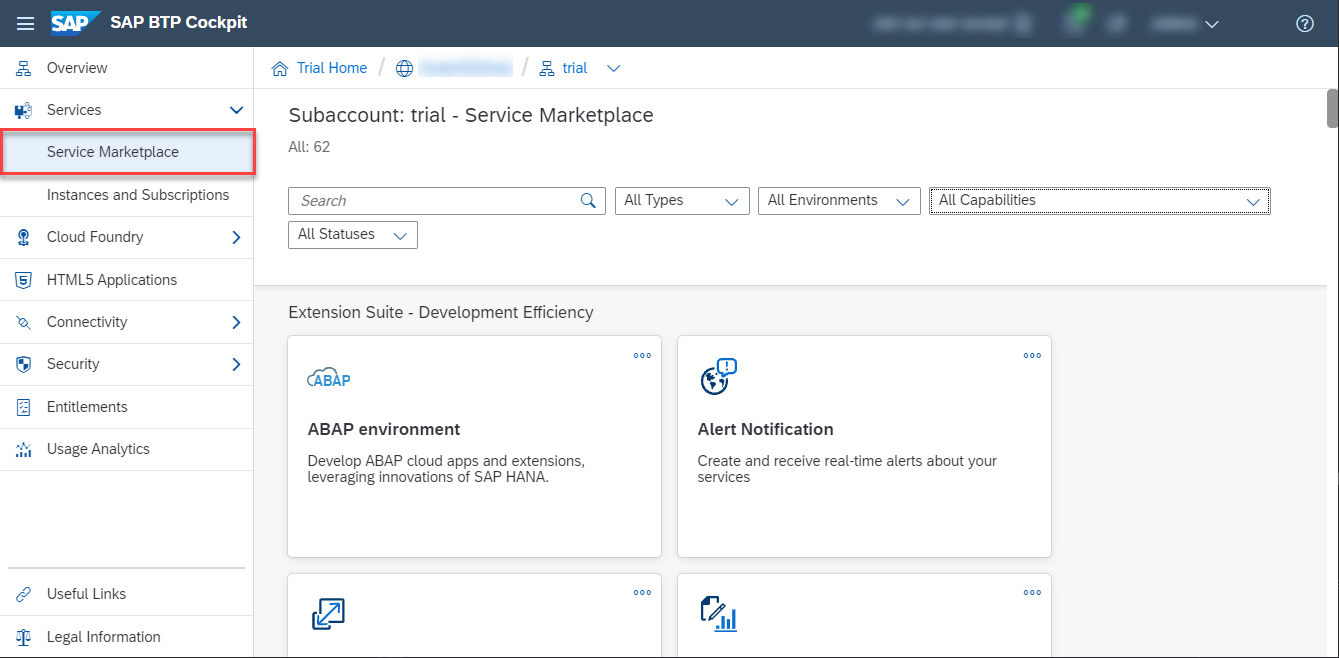 SAP SAP BTP Cockpit
Overview
Services
Service Marketplace
Instances and Subscriptions
Cloud Foundry
HTML5 Applications
Connectivity
Security
Entitlements
Usage Analytics
Useful Links
Legal Information
Trial Home / / trial
Subaccount: trial - Service Marketplace
All: 62
Search All Types All Environments All Capabilities
All Statuses
Extension Suite - Development Efficiency
ABAP
ABAP environment
Develop ABAP cloud apps and extensions,
leveraging innovations of SAP HANA.
Alert Notification
Create and receive real-time alerts about your
services